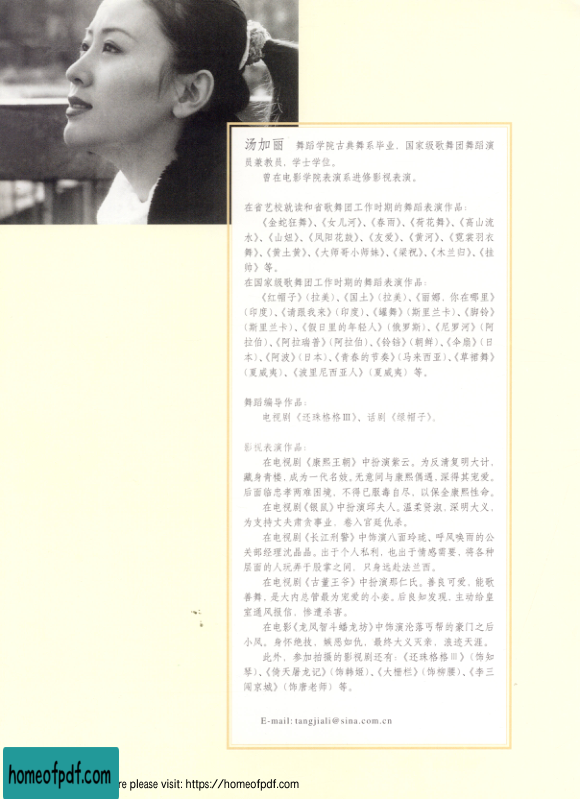 汤加丽　舞蹈学院古典舞系毕业，国家级歌舞团舞蹈演
员兼教员，学士学位。
曾在电影学院表演系进修影视表演。
在省艺校就读和省歌舞团工作时期的舞蹈表演作品：
《金蛇狂舞》、《女儿河》、《春雨》、《荷花舞》、《高山流
水》、《山妞》、《凤阳花鼓》、《友爱》、《黄河》、《霓裳羽衣
舞》、《黄土黄》、《大师哥小师妹》、《梁祝》、《木兰归》、《挂
帅》等。
在国家级歌舞团工作时期的舞蹈表演作品：
《红帽子》（拉美）、《国土》（拉美）、《丽娜，你在哪里》
（印度）、《请跟我来》（印度）、《罐舞》（斯里兰卡）、《脚铃》
（斯里兰卡）、《假日里的年轻人》（俄罗斯）、《尼罗河》（阿
拉伯）、《阿拉瑞普》（阿拉伯）、《铃铛》（朝鲜）、《伞扇》（日
本）、《阿波》（日本）、《青春的节奏》（马来西亚）、《草裙舞》
（夏威夷）、《波里尼西亚人》（夏威夷）等。
舞蹈编导作品：
电视剧《还珠格格Ⅲ》、话剧《绿帽子》。
影视表演作品：
在电视剧《康熙王朝》中扮演紫云。为反清复明大计，
藏身青楼，成为一代名妓。无意间与康熙偶遇，深得其宠爱。
后面临忠孝两难困境，不得已服毒自尽，以保全康熙性命。
在电视剧《银鼠》中扮演邱夫人。温柔贤淑，深明大义，
为支持丈夫肃贪事业，卷入官廷仇杀。
在电视剧《长江刑警》中饰演八面玲珑、呼风唤雨的公
关部经理沈晶晶。出于个人私利，也出于情感需要，将各种
层面的人玩弄于股掌之间，只身远赴法兰西。
在电视剧《古董王爷》中扮演那仁氏。善良可爱，能歌
善舞，是大内总管最为宠爱的小妾。后良知发现，主动给皇
室通风报信，惨遭杀害。
在电影《龙凤智斗蟠龙坊》中饰演沦落丐帮的豪门之后
小凤。身怀绝技，嫉恶如仇，最终大义灭亲，浪迹天涯。
此外，参加拍摄的影视剧还有：《还珠格格Ⅲ》（饰知
琴）、《倚天屠龙记》（饰韩姬）、《大栅栏》（饰柳腰）、《李三
闯京城》（饰唐老师）等。
E-mail: tangjiali@sina.com.cn
homeofpdf.com
re please visit: https://homeofpdf.com